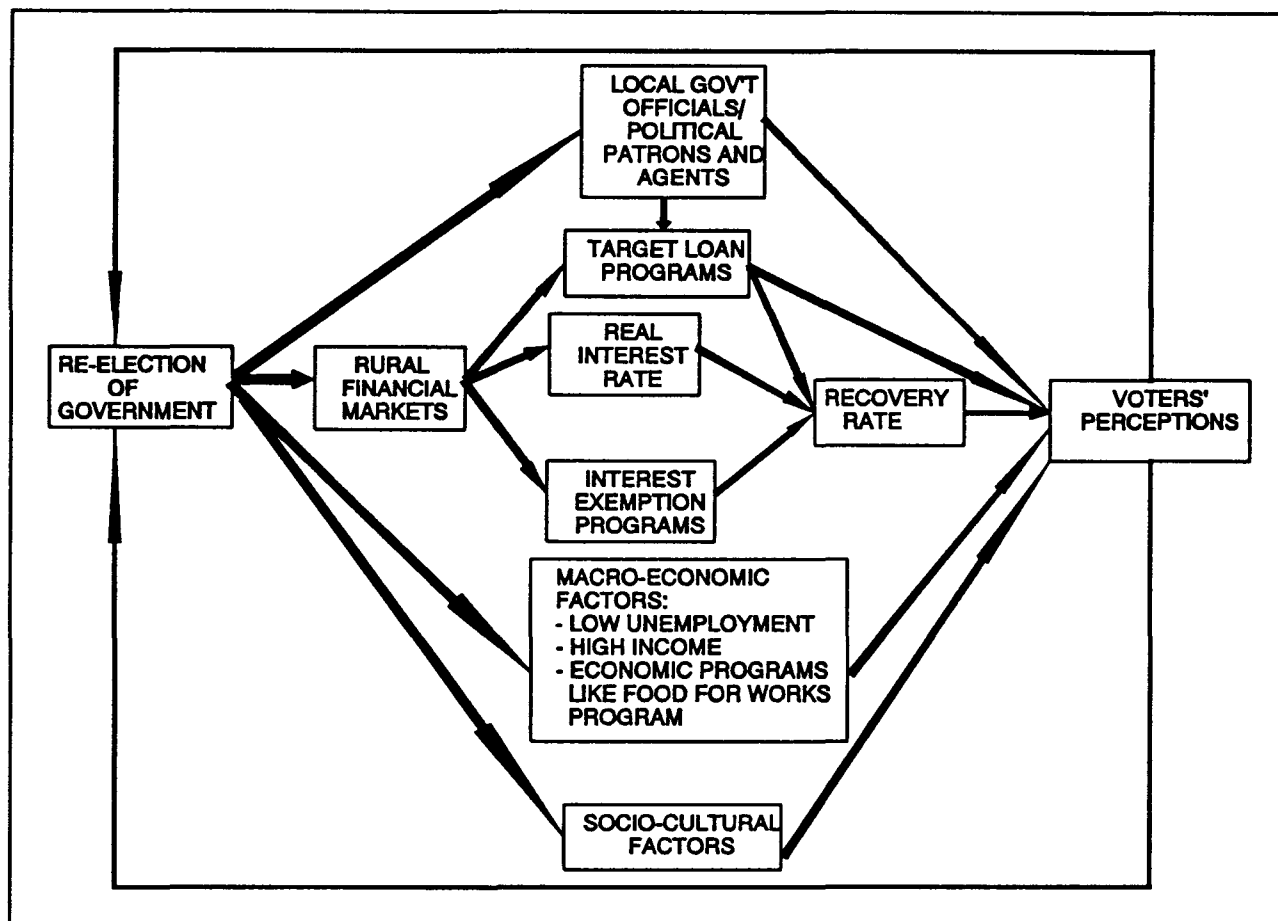 LOCAL GOV'T
OFFICIALS/
POLITICAL
PATRONS AND
AGENTS
TARGET LOAN
PROGRAMS
RE-ELECTION
OF
GOVERNMENT
RURAL
FINANCIAL
MARKETS
REAL
INTEREST
RATE
RECOVERY
RATE
VOTERS'
PERCEPTIONS
INTEREST
EXEMPTION
PROGRAMS
MACRO-ECONOMIC
FACTORS:
- LOW UNEMPLOYMENT
- HIGH INCOME
- ECONOMIC PROGRAMS
LIKE FOOD FOR WORKS
PROGRAM
SOCIO-CULTURAL
FACTORS